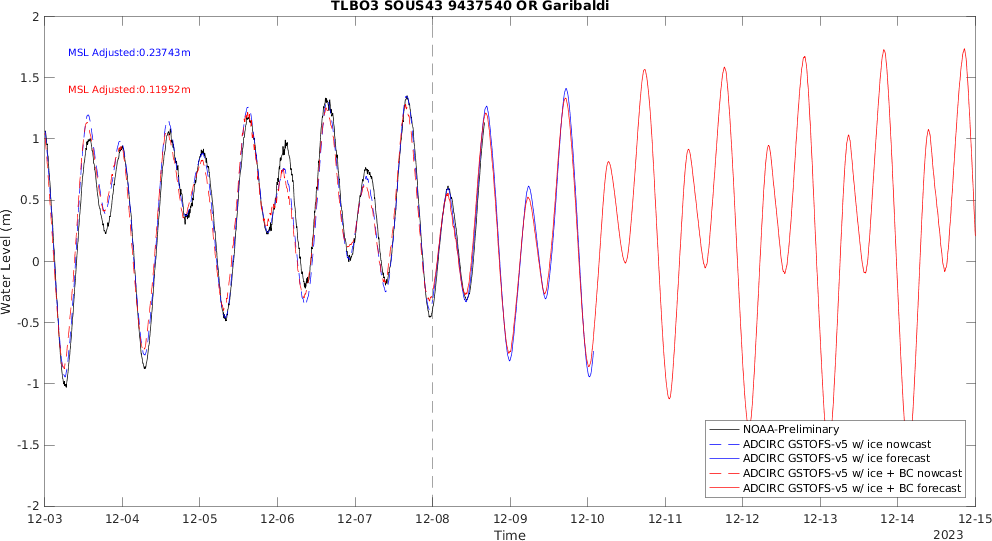 TLBO3 SOUS43 9437540 OR Garibaldi
MSL Adjusted:0.23743m
MSL Adjusted:0.11952m
Water Level (m)
2
1.5
1
0.5
0
-0.5
-1
-1.5
-2
NOAA-Preliminary
ADCIRC GSTOFS-v5 w/ ice nowcast
ADCIRC GSTOFS-v5 w/ ice forecast
ADCIRC GSTOFS-v5 w/ ice + BC nowcast
ADCIRC GSTOFS-v5 w/ ice + BC forecast
12-03 12-04 12-05 12-06 12-07 12-08 12-09 12-10 12-11 12-12 12-13 12-14 12-15
Time
2023